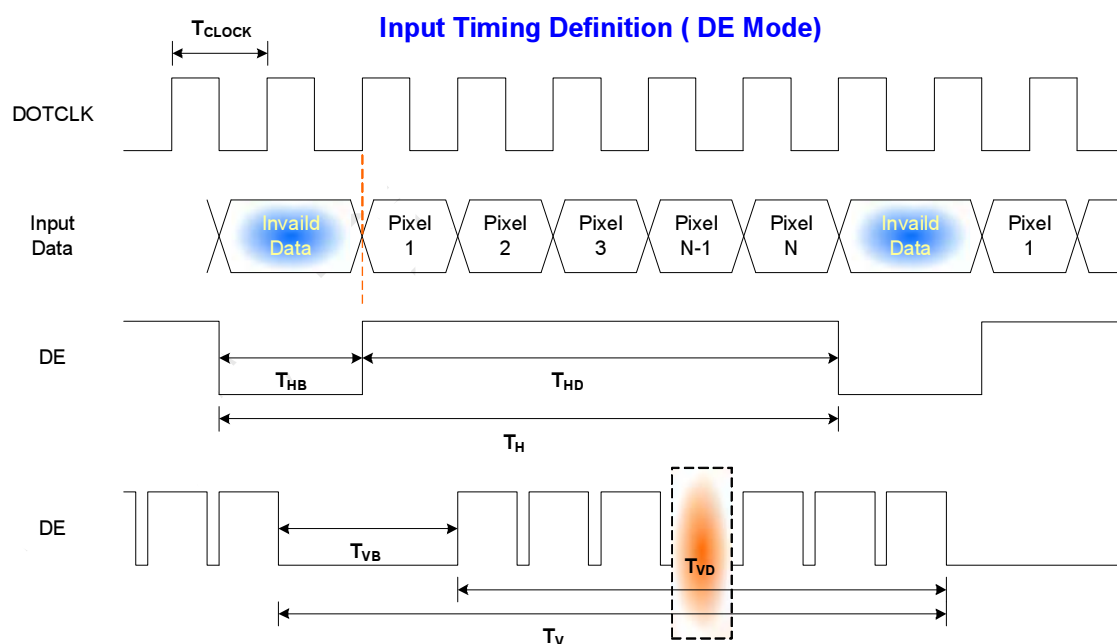 Input Timing Definition ( DE Mode)
TCLOCK
DOTCLK
Input
Data
Invaild
Data
Pixel
1
Pixel
2
Pixel
3
Pixel
N-1
Pixel
N
Invaild
Data
Pixel
1
DE
THB
THD
TH
DE
TVB
TVD
TV